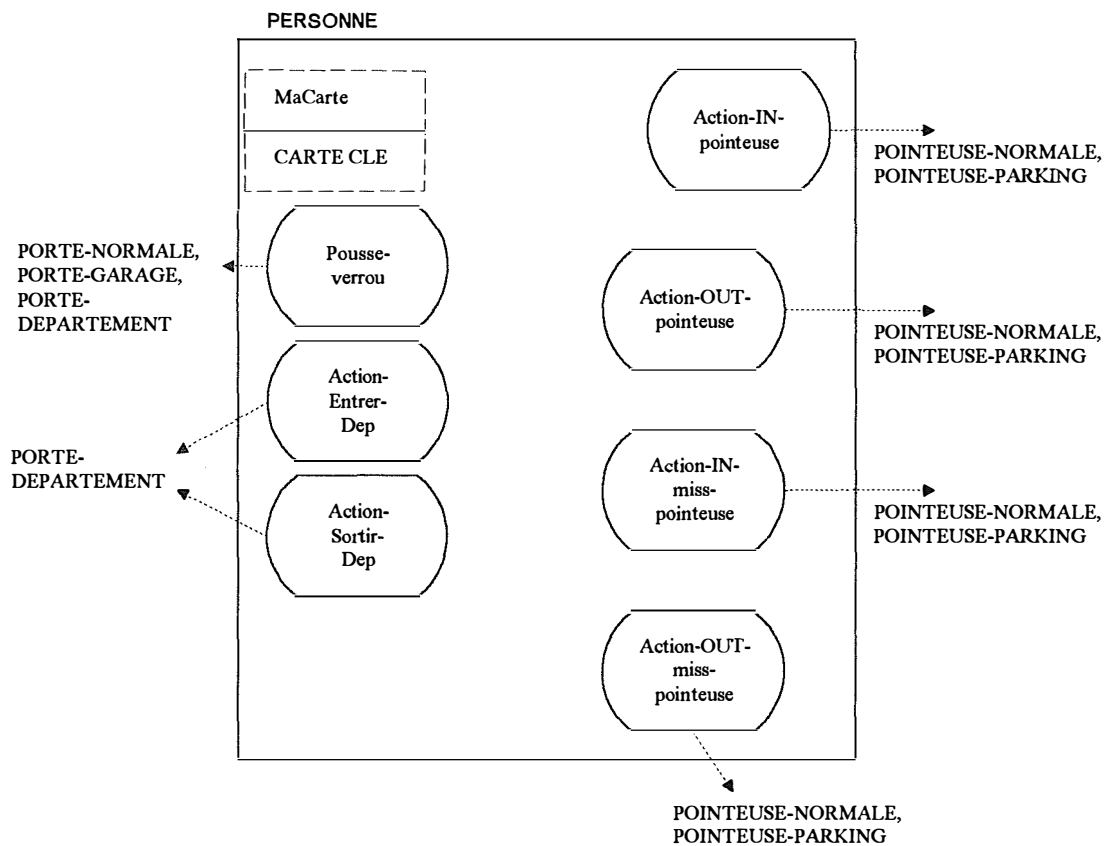 PERSONNE
MaCarte
CARTE CLE
Pousse-
verrou
PORTE-NORMALE,
PORTE-GARAGE,
PORTE-
DEPARTEMENT
Action-
Entrer-
Dep
PORTE-
DEPARTEMENT
Action-
Sortir-
Dep
Action-IN-
pointeuse
POINTEUSE-NORMALE,
POINTEUSE-PARKING
Action-OUT-
pointeuse
POINTEUSE-NORMALE,
POINTEUSE-PARKING
Action-IN-
miss-
pointeuse
POINTEUSE-NORMALE,
POINTEUSE-PARKING
Action-OUT-
miss-
pointeuse
POINTEUSE-NORMALE,
POINTEUSE-PARKING